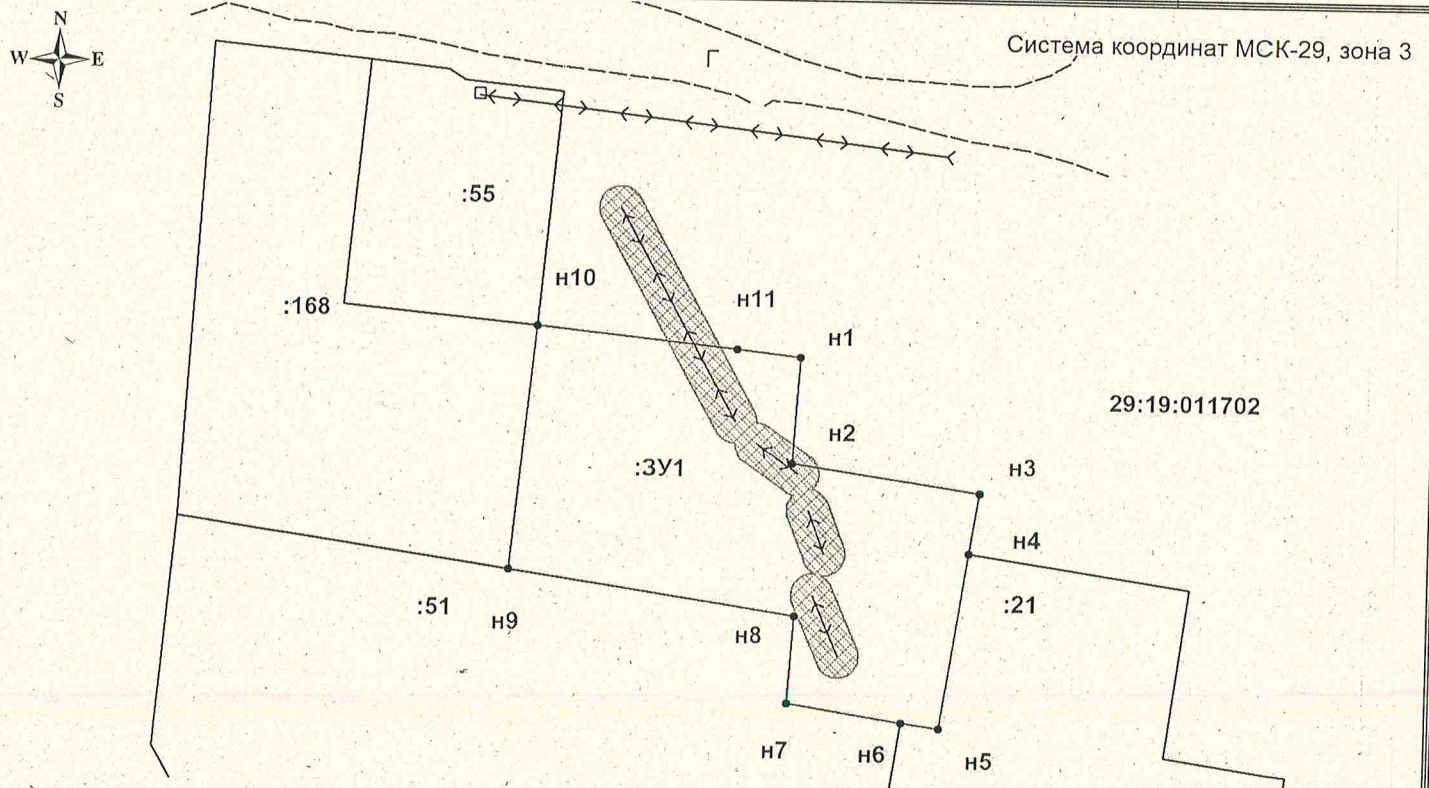 N
W E
S
Система координат МСК-29, зона 3
Г
:55
н10
:168
н11
н1
29:19:011702
н2
:ЗУ1
н3
н4
:21
:51
н9
н8
н7
н6
н5